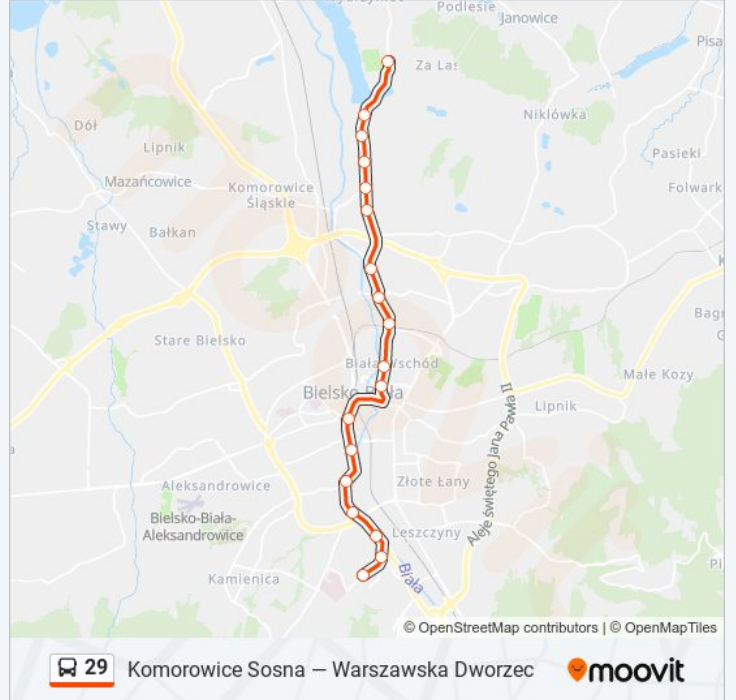 Podlesie
Janowice
Pisa
Za Las
Niklówka
Dół
Lipnik
Pasieki
Mazańcowice
Komorowice
Śląskie
Folwark
Stawy
Bałkan
K
Bagr
G
Stare Bielsko
Biała Wschód
Małe Kozy
Bielsko-Biała
Lipnik
Aleje świętego Jana Pawła II
Aleksandrowice
Złote Łany
Bielsko-Biała-
Aleksandrowice
Leszczyny
Pi
Kamienica
Biała
© OpenStreetMap contributors | © OpenMapTiles
29 Komorowice Sosna — Warszawska Dworzec
moovit